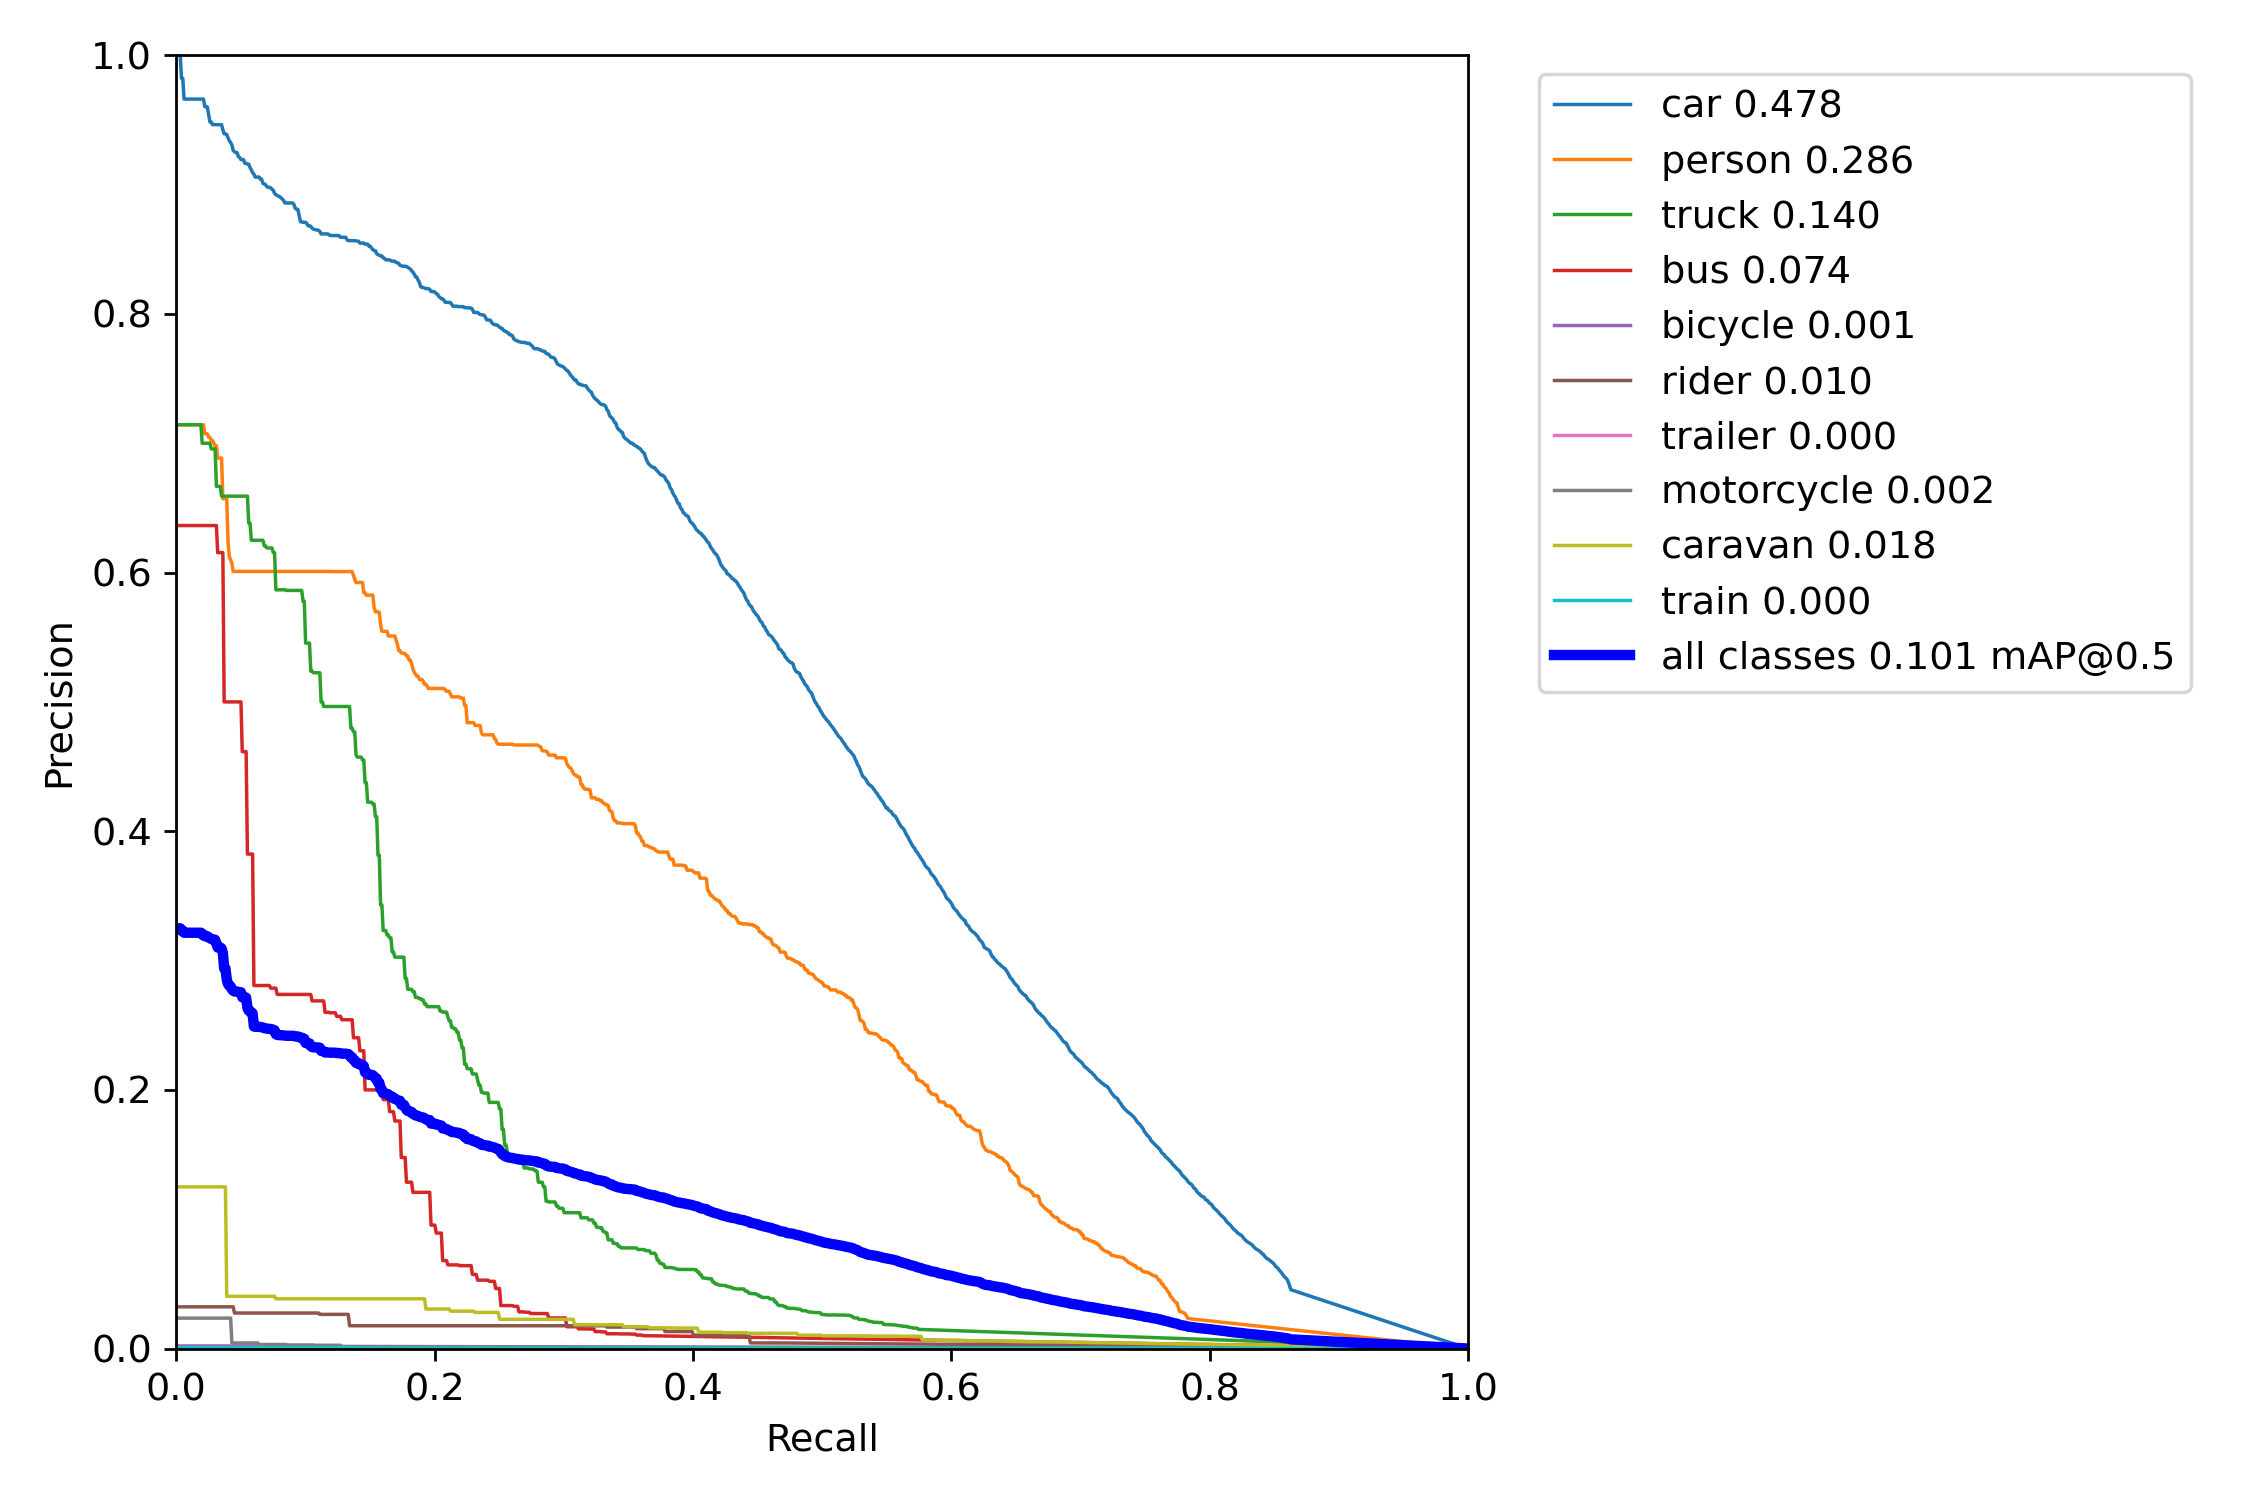 1.0
0.8
0.6
0.4
0.2
0.0
Precision
0.0 0.2 0.4 0.6 0.8 1.0
Recall
car 0.478
person 0.286
truck 0.140
bus 0.074
bicycle 0.001
rider 0.010
trailer 0.000
motorcycle 0.002
caravan 0.018
train 0.000
all classes 0.101 mAP@0.5